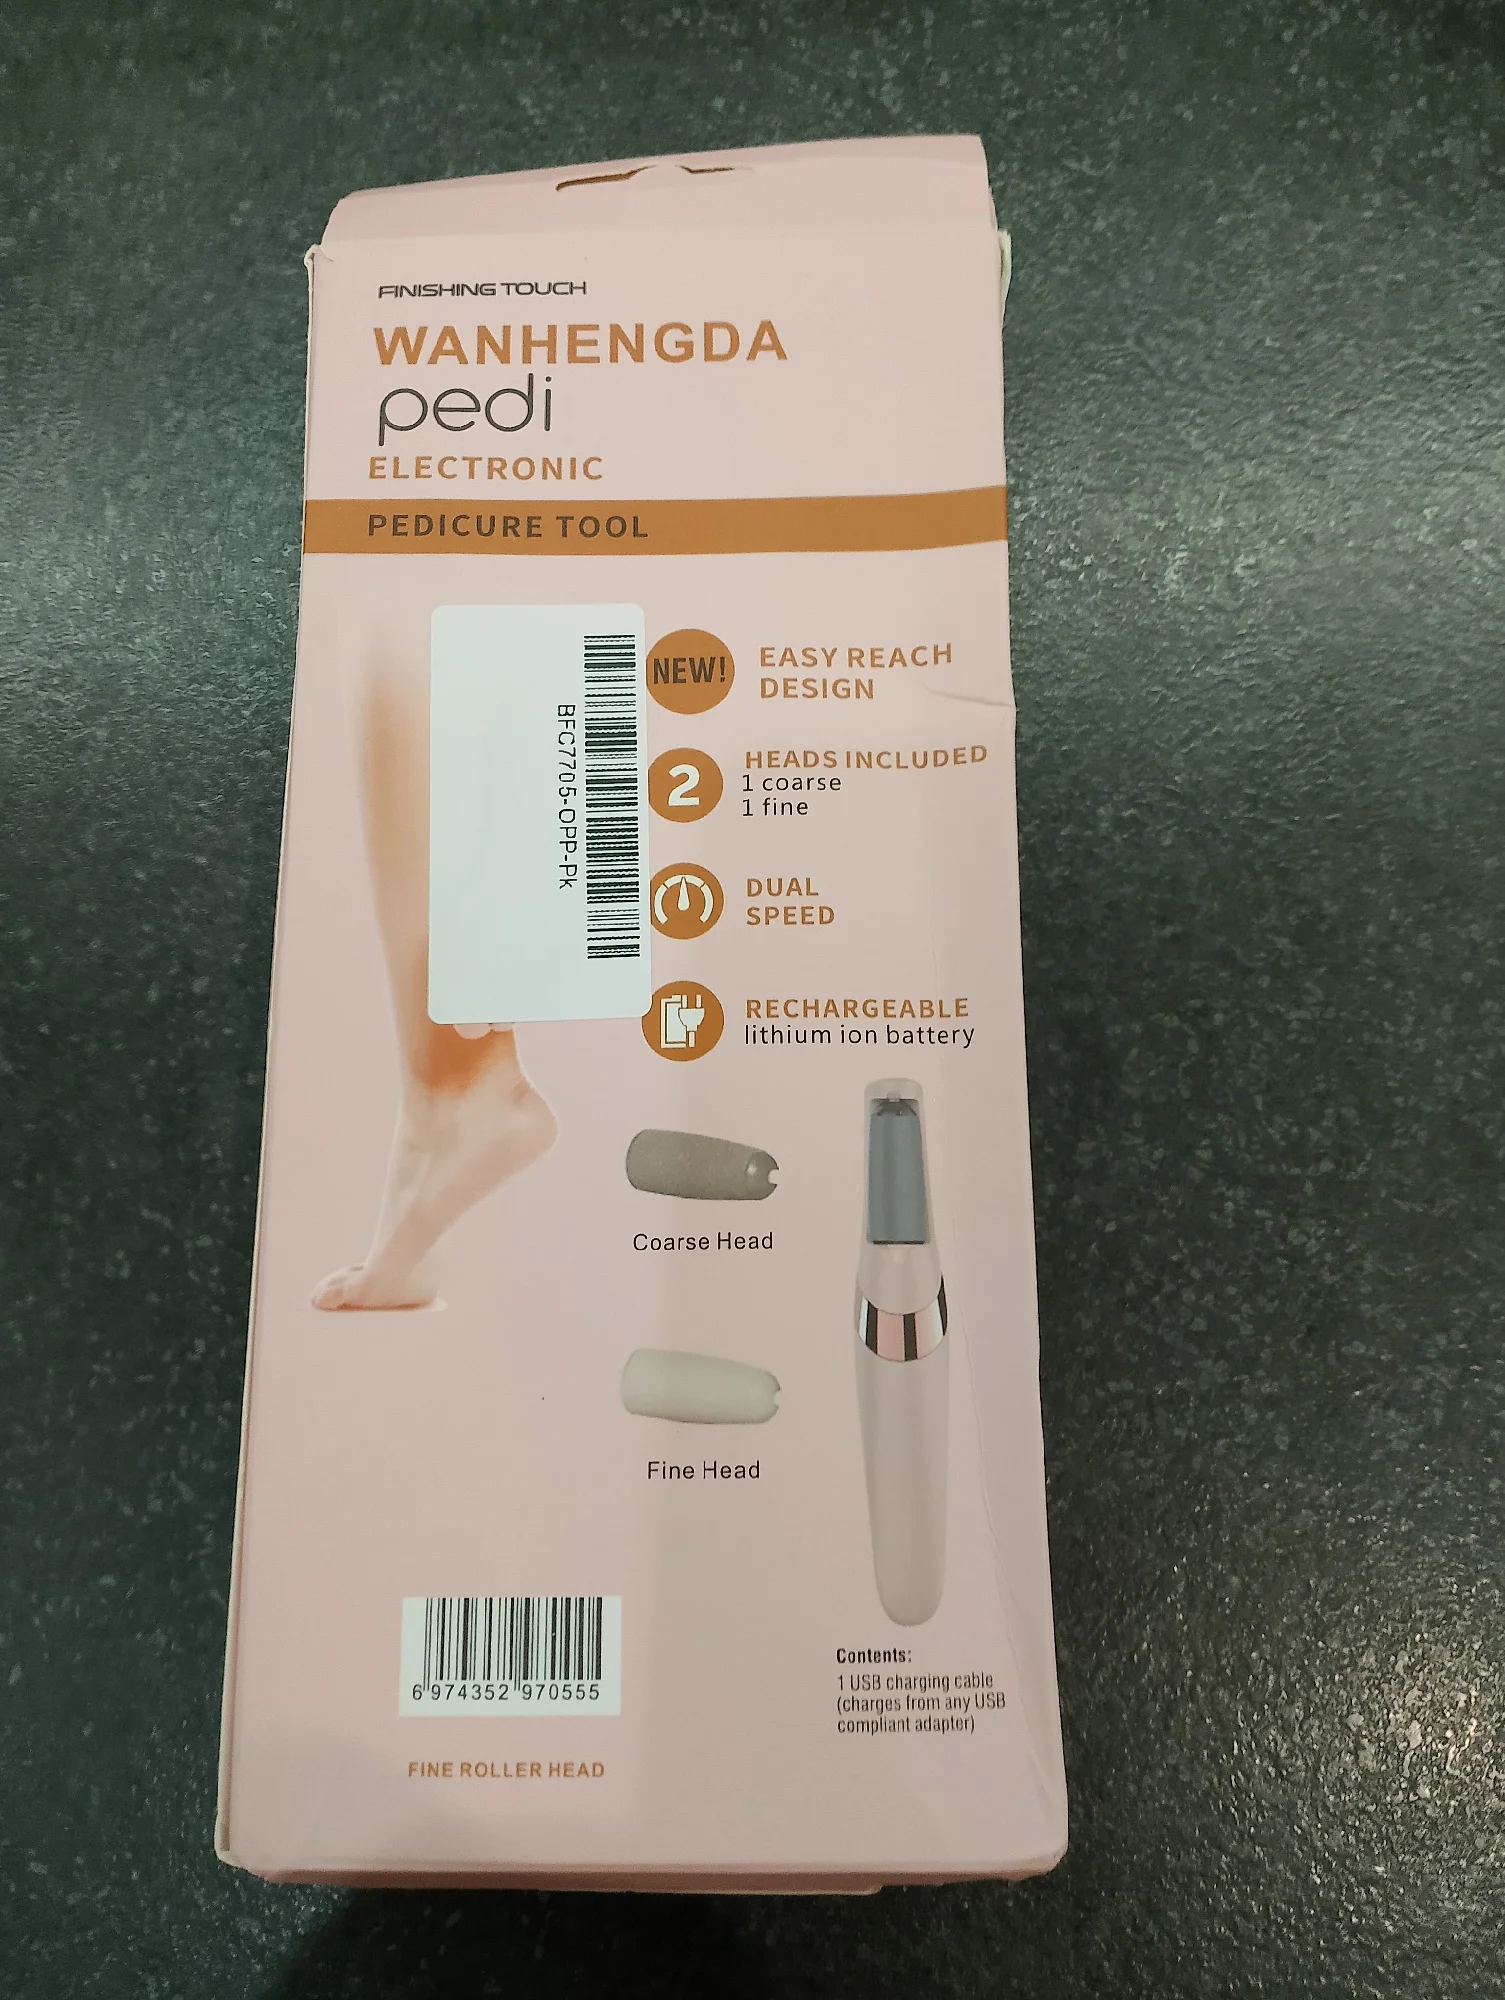 FINISHING TOUCH
WANHENGDA
pedi
ELECTRONIC
PEDICURE TOOL
BFC7705-OPP-Pk
NEW!
EASY REACH
DESIGN
2
HEADS INCLUDED
1 coarse
1 fine
DUAL
SPEED
RECHARGEABLE
lithium ion battery
Coarse Head
Fine Head
6 974352 970555
FINE ROLLER HEAD
Contents:
1 USB charging cable
(charges from any USB
compliant adapter)